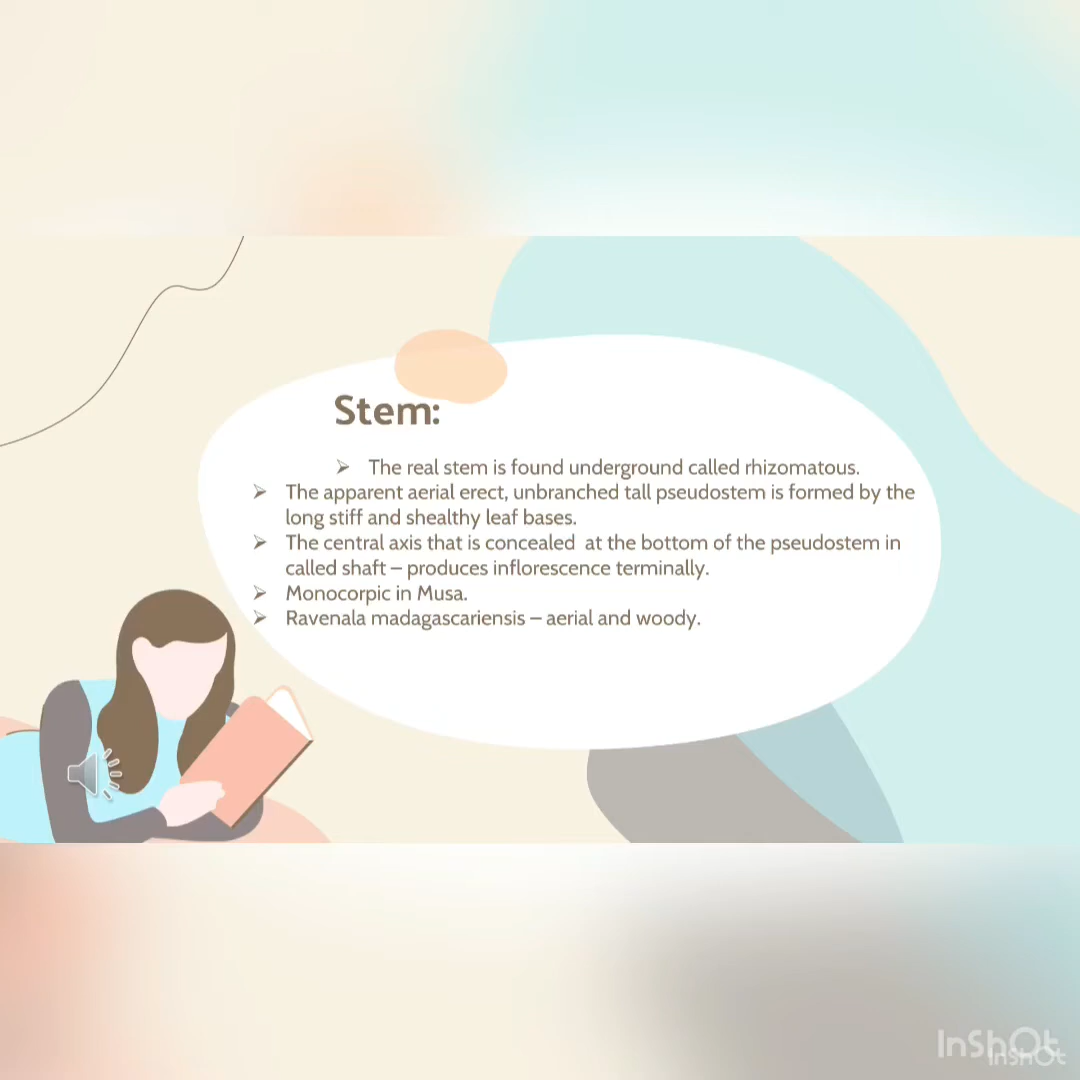 Stem:
➢ The real stem is found underground called rhizomatous.
➢ The apparent aerial erect, unbranched tall pseudostem is formed by the
long stiff and shealthy leaf bases.
➢ The central axis that is concealed at the bottom of the pseudostem in
called shaft – produces inflorescence terminally.
➢ Monocorpic in Musa.
➢ Ravenala madagascariensis – aerial and woody.
InShOt
InShOt